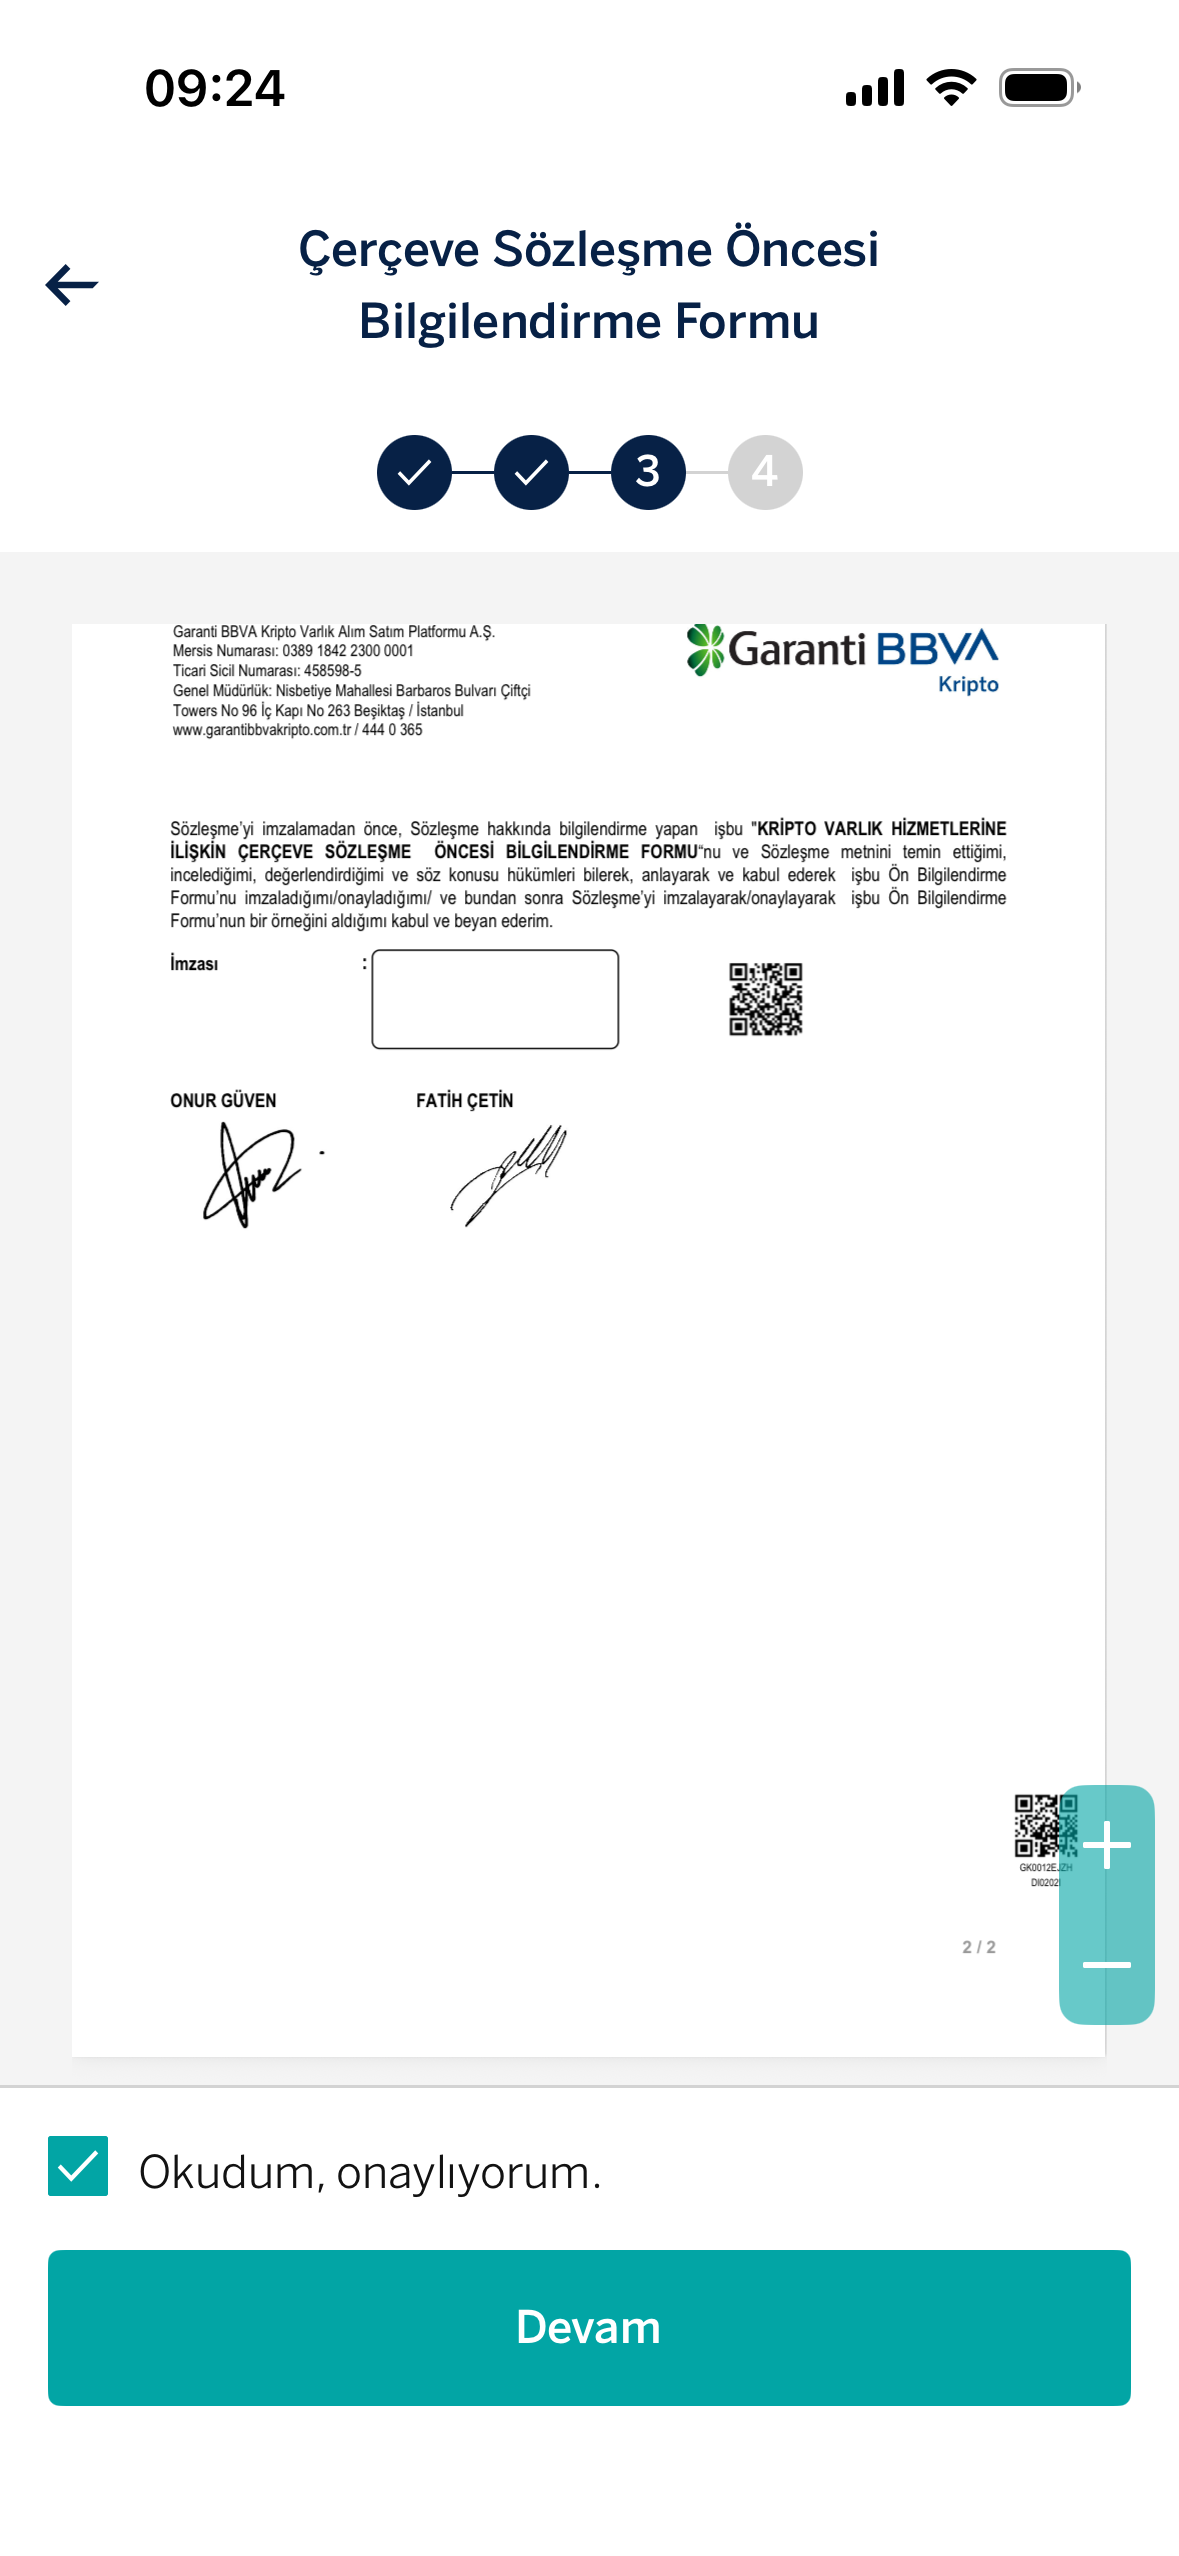 09:24
Çerçeve Sözleşme Öncesi
Bilgilendirme Formu
3
4
Garanti BBVA Kripto Varlık Alım Satım Platformu A.Ş.
Mersis Numarası: 0389 1842 2300 0001
Ticari Sicil Numarası: 458598-5
Genel Müdürlük: Nisbetiye Mahallesi Barbaros Bulvarı Çiftçi
Towers No 96 İç Kapı No 263 Beşiktaş / İstanbul
www.garantibbvakripto.com.tr / 444 0 365
Garanti BBVA
Kripto
Sözleşme'yi imzalamadan önce, Sözleşme hakkında bilgilendirme yapan işbu "KRİPTO VARLIK HİZMETLERİNE
İLİŞKİN ÇERÇEVE SÖZLEŞME ÖNCESİ BİLGİLENDİRME FORMU"nu ve Sözleşme metnini temin ettiğimi,
incelediğimi, değerlendirdiğimi ve söz konusu hükümleri bilerek, anlayarak ve kabul ederek işbu Ön Bilgilendirme
Formu'nu imzaladığımı/onayladığımı/ ve bundan sonra Sözleşme'yi imzalayarak/onaylayarak işbu Ön Bilgilendirme
Formu'nun bir örneğini aldığımı kabul ve beyan ederim.
İmzası :
ONUR GÜVEN FATİH ÇETİN
GK0012EJZH
2 / 2
Okudum, onaylıyorum.
Devam